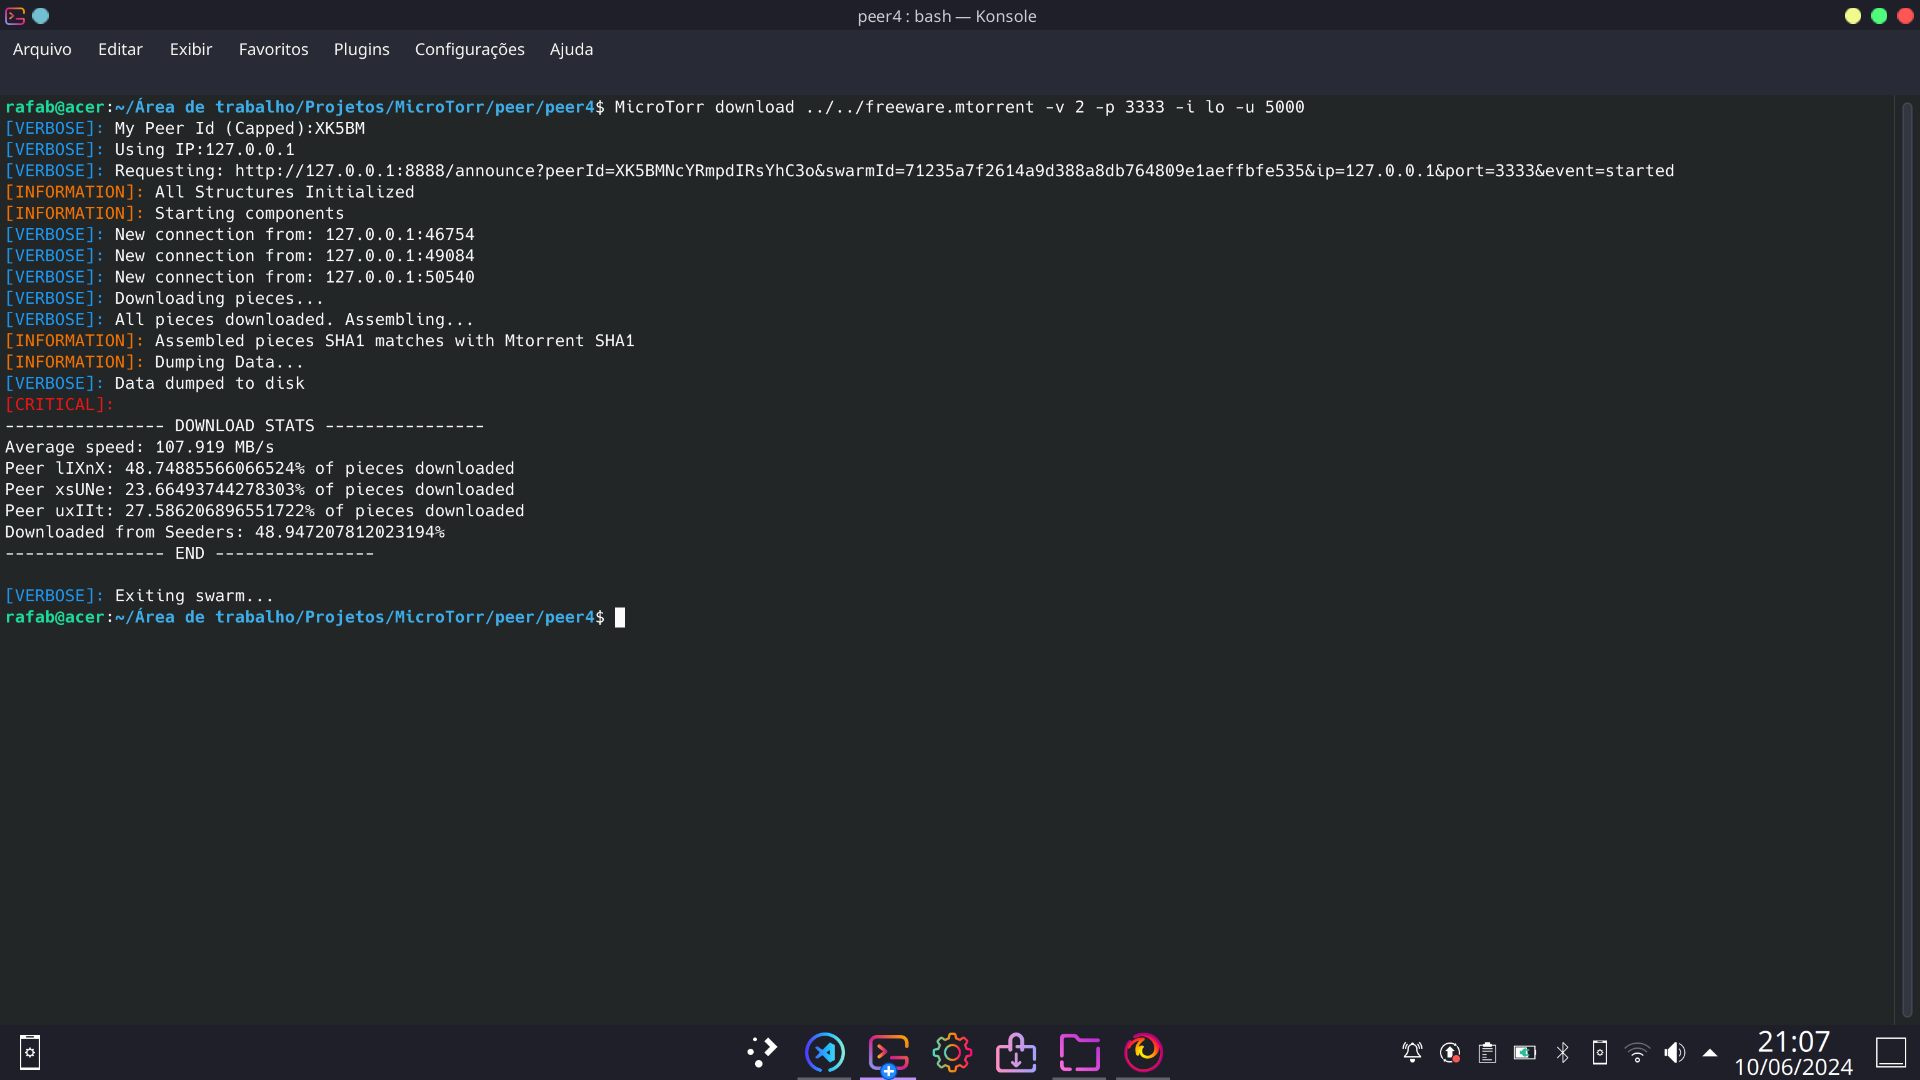 peer4 : bash — Konsole
Arquivo Editar Exibir Favoritos Plugins Configurações Ajuda
rafab@acer:~/Área de trabalho/Projetos/MicroTorr/peer/peer4$ MicroTorr download ../../freeware.mtorrent -v 2 -p 3333 -i lo -u 5000
[VERBOSE]: My Peer Id (Capped):XK5BM
[VERBOSE]: Using IP:127.0.0.1
[VERBOSE]: Requesting: http://127.0.0.1:8888/announce?peerId=XK5BMNcYRmpdIRsYhC3o&swarmId=71235a7f2614a9d388a8db764809e1aeffbfe535&ip=127.0.0.1&port=3333&event=started
[INFORMATION]: All Structures Initialized
[INFORMATION]: Starting components
[VERBOSE]: New connection from: 127.0.0.1:46754
[VERBOSE]: New connection from: 127.0.0.1:49084
[VERBOSE]: New connection from: 127.0.0.1:50540
[VERBOSE]: Downloading pieces...
[VERBOSE]: All pieces downloaded. Assembling...
[INFORMATION]: Assembled pieces SHA1 matches with Mtorrent SHA1
[INFORMATION]: Dumping Data...
[VERBOSE]: Data dumped to disk
[CRITICAL]:
---------------- DOWNLOAD STATS ----------------
Average speed: 107.919 MB/s
Peer lIXnX: 48.74885566066524% of pieces downloaded
Peer xsUNe: 23.66493744278303% of pieces downloaded
Peer uxIIt: 27.586206896551722% of pieces downloaded
Downloaded from Seeders: 48.947207812023194%
---------------- END ----------------
[VERBOSE]: Exiting swarm...
rafab@acer:~/Área de trabalho/Projetos/MicroTorr/peer/peer4$
21:07
10/06/2024